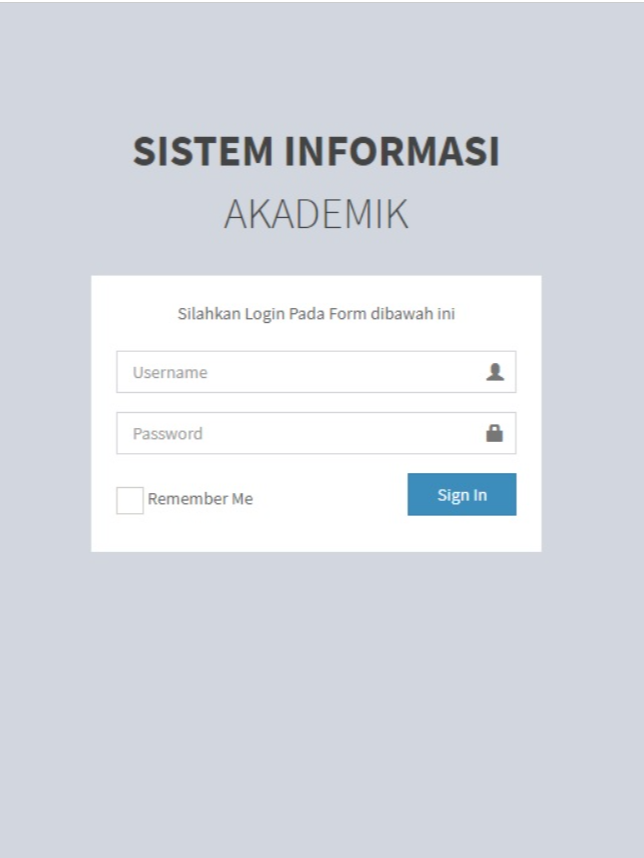 SISTEM INFORMASI
AKADEMIK
Silahkan Login Pada Form dibawah ini
Username
Password
Remember Me
Sign In